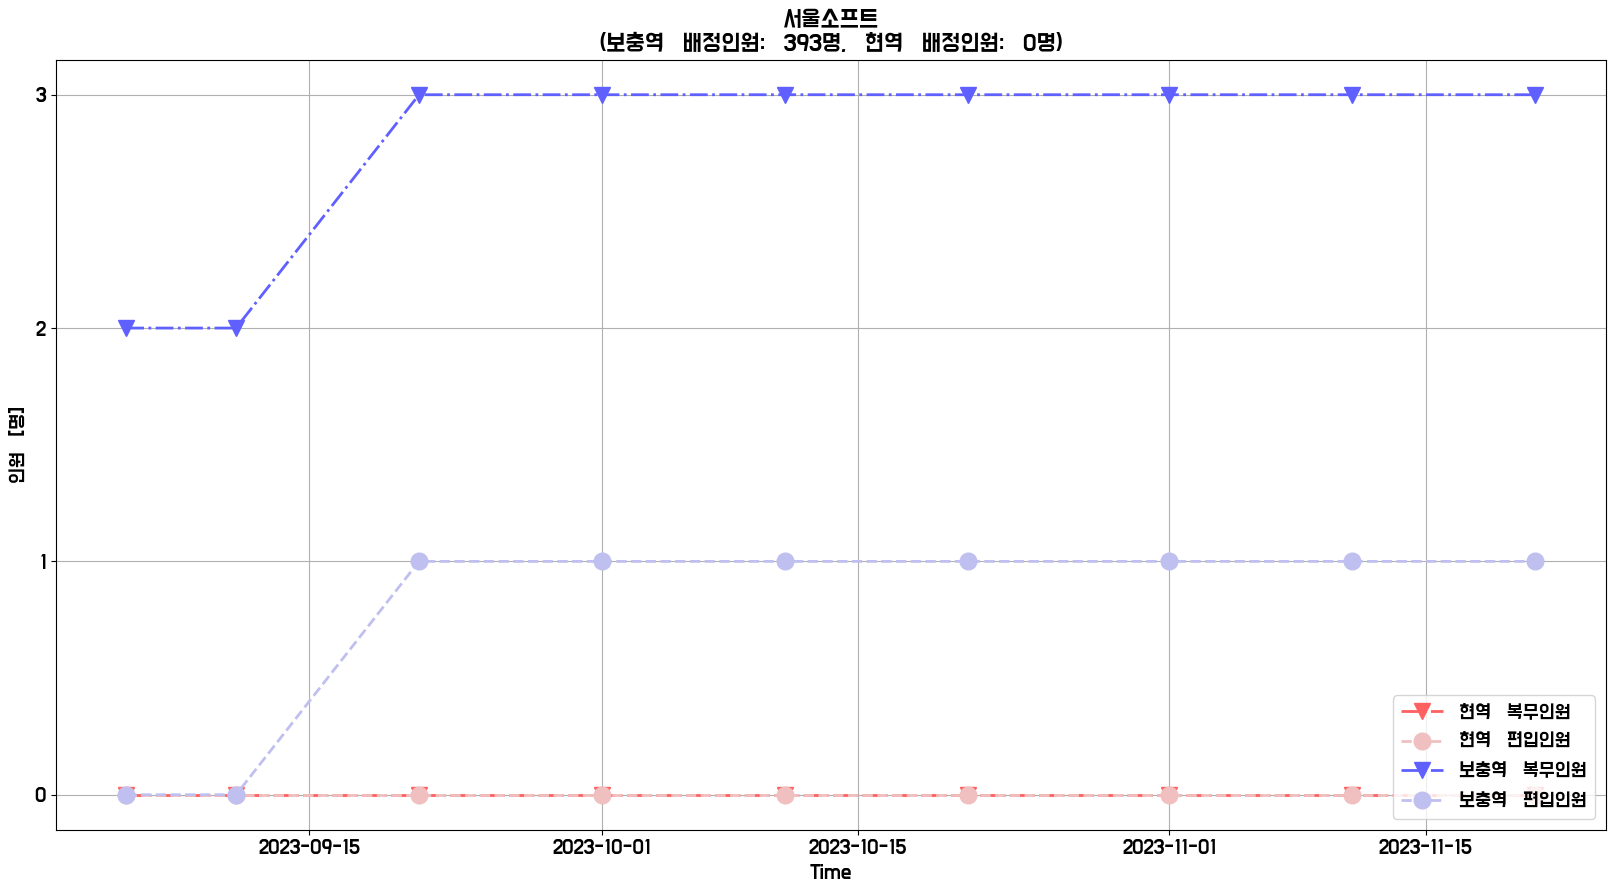 서울소프트
(보충역 배정인원: 393명, 현역 배정인원: 0명)
3
2
1
0
인원 [명]
2023-09-15
2023-10-01
2023-10-15
2023-11-01
2023-11-15
Time
현역 복무인원
현역 편입인원
보충역 복무인원
보충역 편입인원